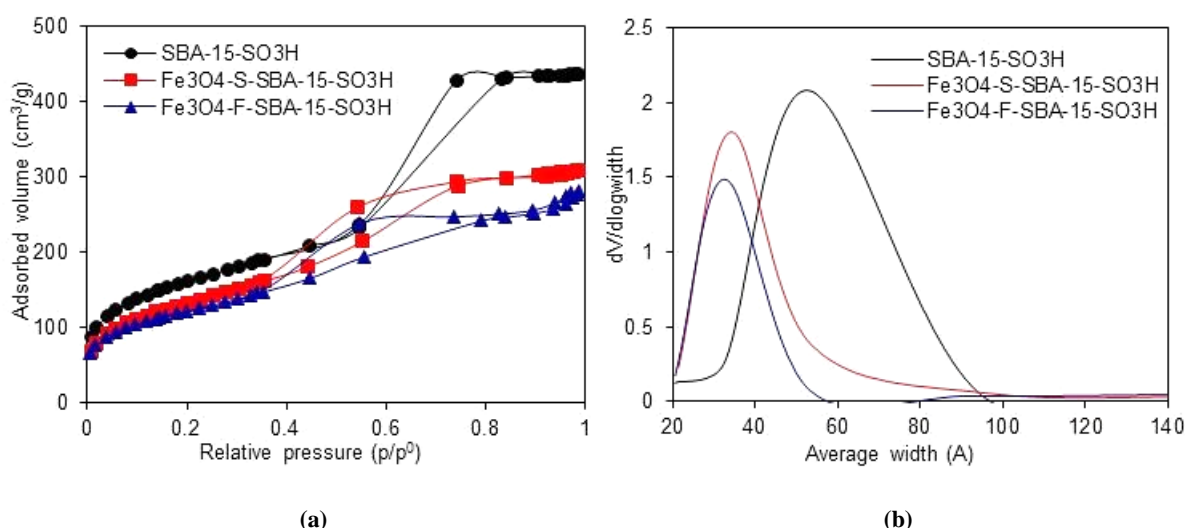 500
400
300
200
100
0
Adsorbed volume (cm³/g)
SBA-15-SO3H
Fe3O4-S-SBA-15-SO3H
Fe3O4-F-SBA-15-SO3H
0 0.2 0.4 0.6 0.8 1
Relative pressure (p/p⁰)
(a)
2.5
2
1.5
1
0.5
0
dV/dlogwidth
SBA-15-SO3H
Fe3O4-S-SBA-15-SO3H
Fe3O4-F-SBA-15-SO3H
20 40 60 80 100 120 140
Average width (A)
(b)